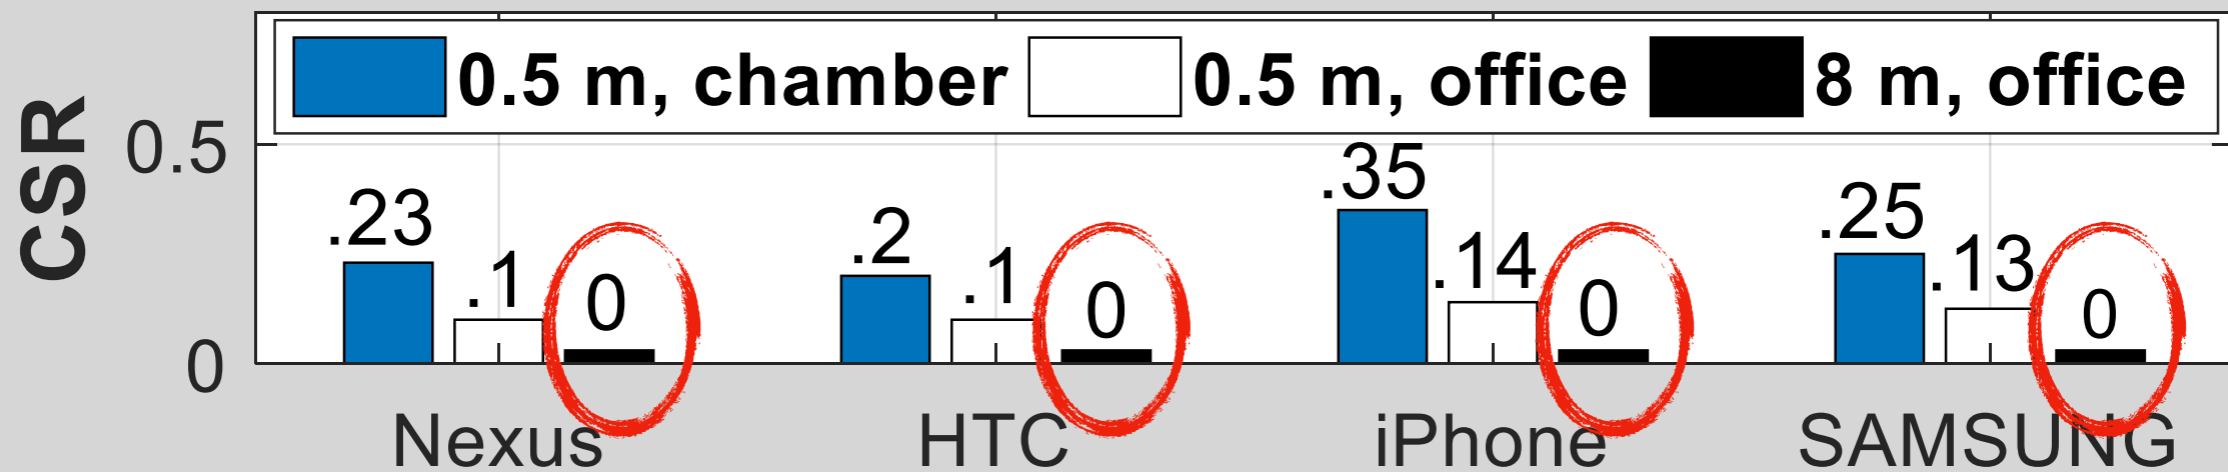 0.5 m, chamber 0.5 m, office 8 m, office
CSR
0.5
0
.23 .1 0 .2 .1 0 .35 .14 0 .25 .13 0
Nexus HTC iPhone SAMSUNG